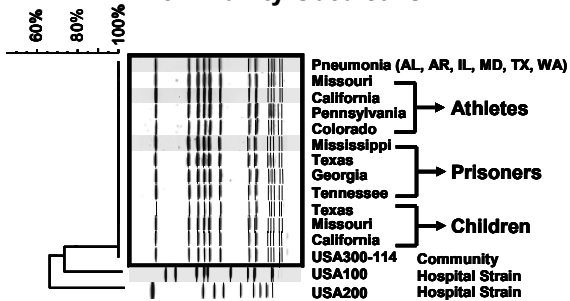 60%
80%
100%
Pneumonia (AL, AR, IL, MD, TX, WA)
Missouri
California
Pennsylvania
Colorado
Athletes
Mississippi
Texas
Georgia
Tennessee
Prisoners
Texas
Missouri
California
Children
USA300-114 Community
USA100 Hospital Strain
USA200 Hospital Strain